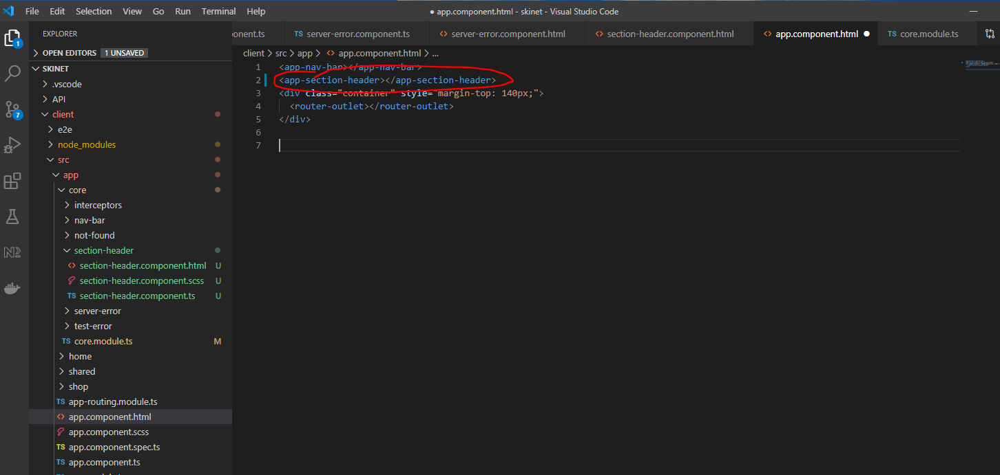 File Edit Selection View Go Run Terminal Help
● app.component.html - skinet - Visual Studio Code
EXPLORER
OPEN EDITORS 1 UNSAVED
SKINET
.vscode
API
client
e2e
node_modules
src
app
core
interceptors
nav-bar
not-found
section-header
section-header.component.html U
section-header.component.scss U
TS section-header.component.ts U
server-error
test-error
TS core.module.ts M
home
shared
shop
TS app-routing.module.ts
app.component.html
app.component.scss
TS app.component.spec.ts
TS app.component.ts
1
7
ponent.ts TS server-error.component.ts <> server-error.component.html <> section-header.component.html <> app.component.html ● TS core.module.ts
client > src > app > <> app.component.html > ...
1 <app-nav-bar></app-nav-bar>
2 <app-section-header></app-section-header>
3 <div class="container" style="margin-top: 140px;">
4 <router-outlet></router-outlet>
5 </div>
6
7